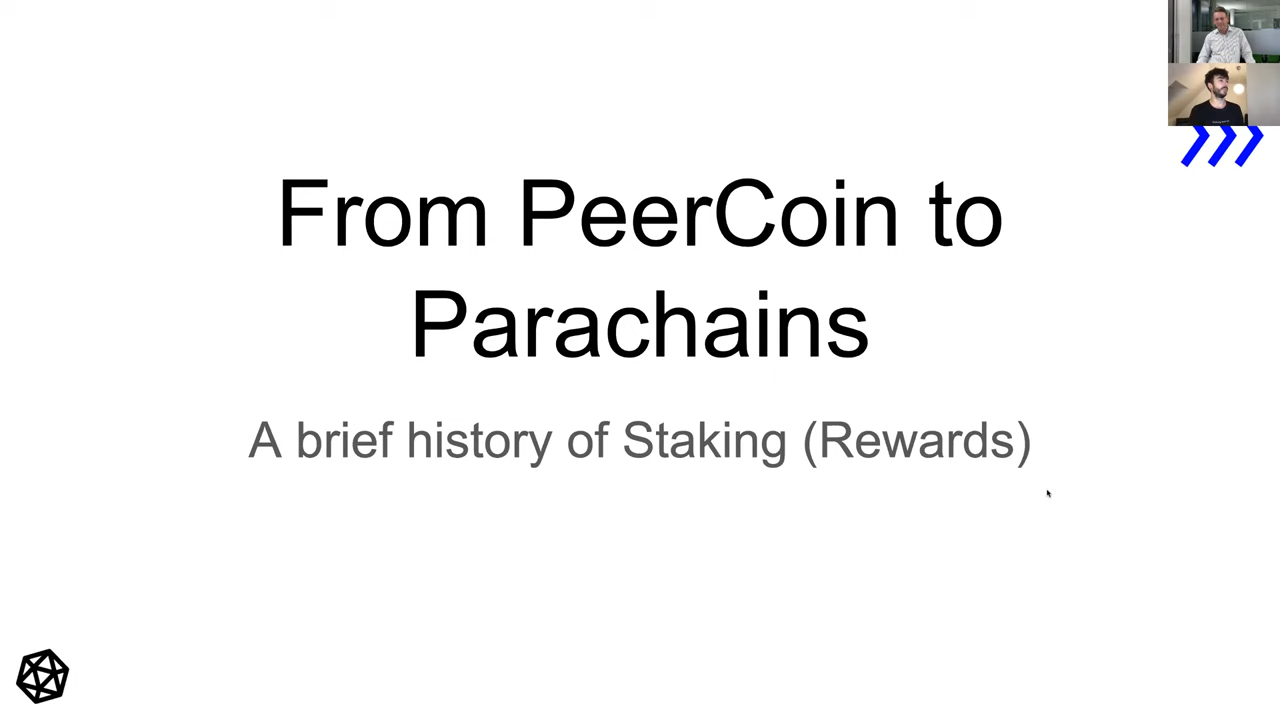 From PeerCoin to
Parachains
A brief history of Staking (Rewards)